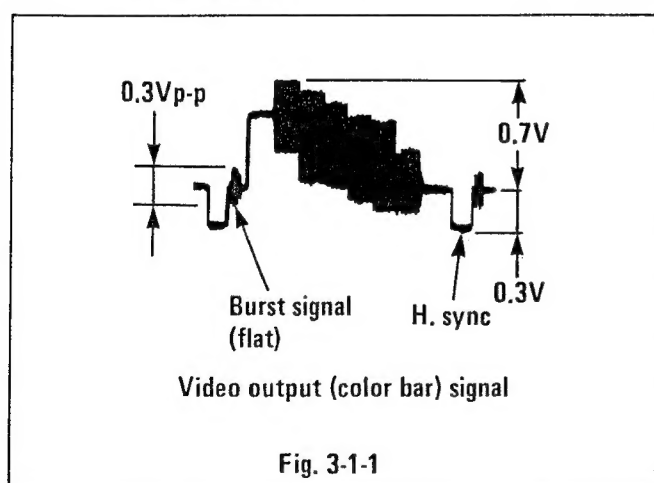 0.3Vp-p
0.7V
Burst signal
(flat)
H. sync
0.3V
Video output (color bar) signal
Fig. 3-1-1